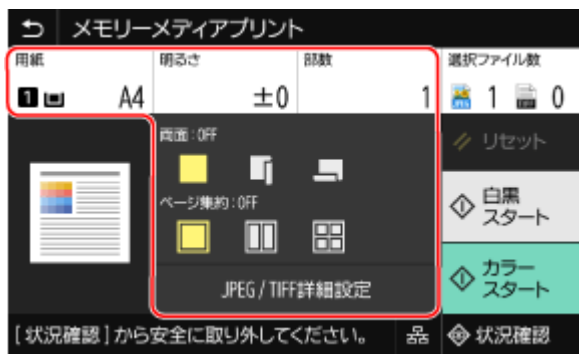 メモリーメディアプリント
用紙
明るさ
部数
選択ファイル数
1 A4
±0
1
1 0
両面:OFF
リセット
ページ集約:OFF
白黒
スタート
カラー
スタート
JPEG/TIFF詳細設定
[状況確認]から安全に取り外してください。
状況確認